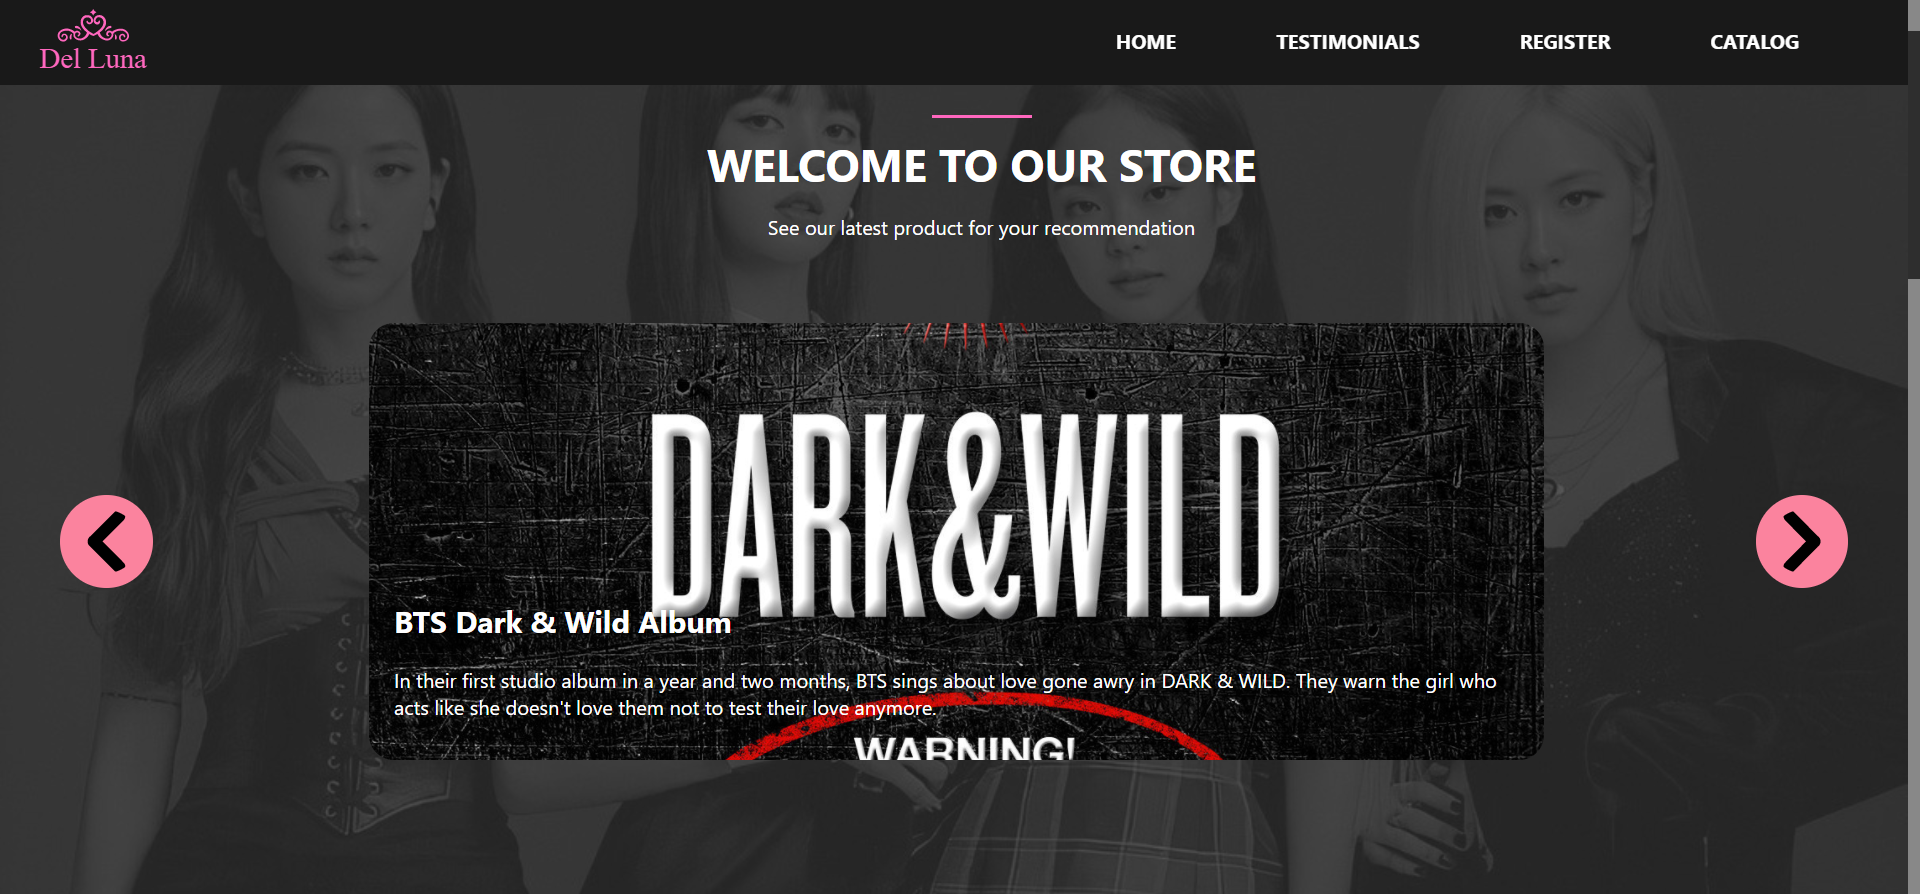 Del Luna
HOME TESTIMONIALS REGISTER CATALOG
WELCOME TO OUR STORE
See our latest product for your recommendation
DARK&WILD
BTS Dark & Wild Album
In their first studio album in a year and two months, BTS sings about love gone awry in DARK & WILD. They warn the girl who
acts like she doesn't love them not to test their love anymore.
WARNING!